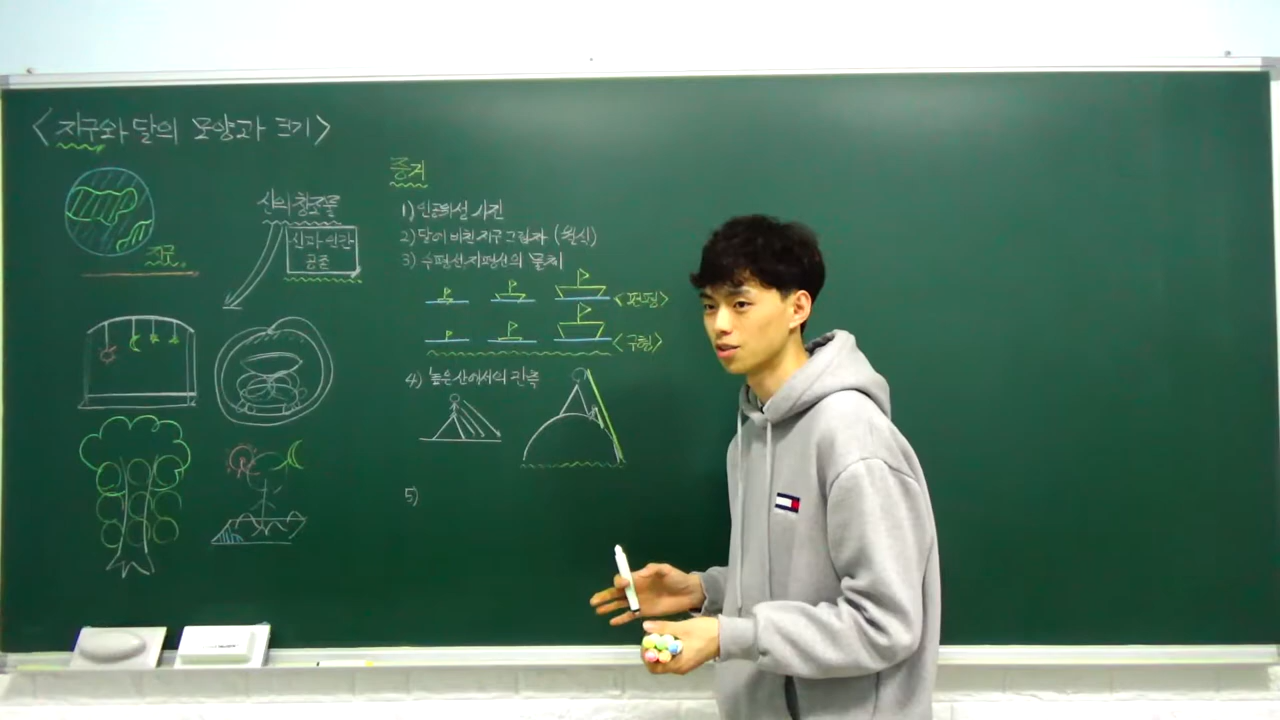 <지구와 달의 모양과 크기>
지구
신의 창조물
신과 인간
공존
증거
1) 인공위성 사진
2) 달에 비친 지구 그림자 (월식)
3) 수평선, 지평선의 물체
<편평>
<구형>
4) 높은 산에서의 관측
5)